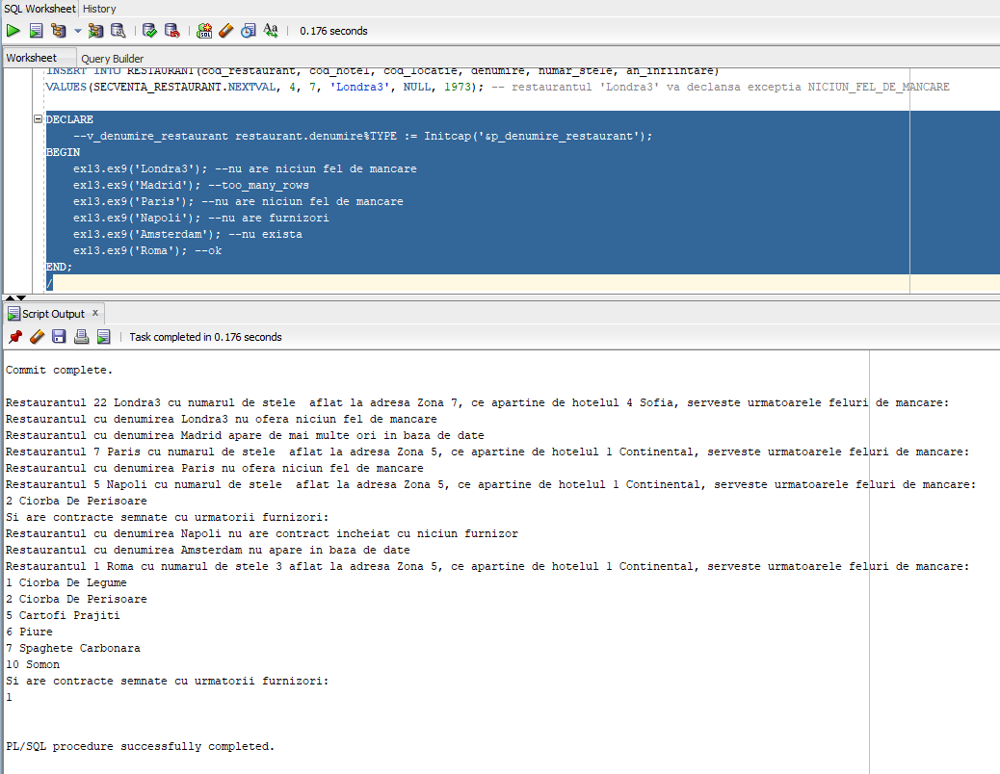 SQL Worksheet History
0.176 seconds
Worksheet Query Builder
INSERT INTO RESTAURANT(cod_restaurant, cod_hotel, cod_locatie, denumire, numar_stele, an_infiintare)
VALUES(SECVENTA_RESTAURANT.NEXTVAL, 4, 7, 'Londra3', NULL, 1973); -- restaurantul 'Londra3' va declansa exceptia NICIUN_FEL_DE_MANCARE
DECLARE
--v_denumire_restaurant restaurant.denumire%TYPE := Initcap('&p_denumire_restaurant');
BEGIN
ex13.ex9('Londra3'); --nu are niciun fel de mancare
ex13.ex9('Madrid'); --too_many_rows
ex13.ex9('Paris'); --nu are niciun fel de mancare
ex13.ex9('Napoli'); --nu are furnizori
ex13.ex9('Amsterdam'); --nu exista
ex13.ex9('Roma'); --ok
END;
/
Script Output x
Task completed in 0.176 seconds
Commit complete.
Restaurantul 22 Londra3 cu numarul de stele  aflat la adresa Zona 7, ce apartine de hotelul 4 Sofia, serveste urmatoarele feluri de mancare:
Restaurantul cu denumirea Londra3 nu ofera niciun fel de mancare
Restaurantul cu denumirea Madrid apare de mai multe ori in baza de date
Restaurantul 7 Paris cu numarul de stele  aflat la adresa Zona 5, ce apartine de hotelul 1 Continental, serveste urmatoarele feluri de mancare:
Restaurantul cu denumirea Paris nu ofera niciun fel de mancare
Restaurantul 5 Napoli cu numarul de stele  aflat la adresa Zona 5, ce apartine de hotelul 1 Continental, serveste urmatoarele feluri de mancare:
2 Ciorba De Perisoare
Si are contracte semnate cu urmatorii furnizori:
Restaurantul cu denumirea Napoli nu are contract incheiat cu niciun furnizor
Restaurantul cu denumirea Amsterdam nu apare in baza de date
Restaurantul 1 Roma cu numarul de stele 3 aflat la adresa Zona 5, ce apartine de hotelul 1 Continental, serveste urmatoarele feluri de mancare:
1 Ciorba De Legume
2 Ciorba De Perisoare
5 Cartofi Prajiti
6 Piure
7 Spaghete Carbonara
10 Somon
Si are contracte semnate cu urmatorii furnizori:
1
PL/SQL procedure successfully completed.